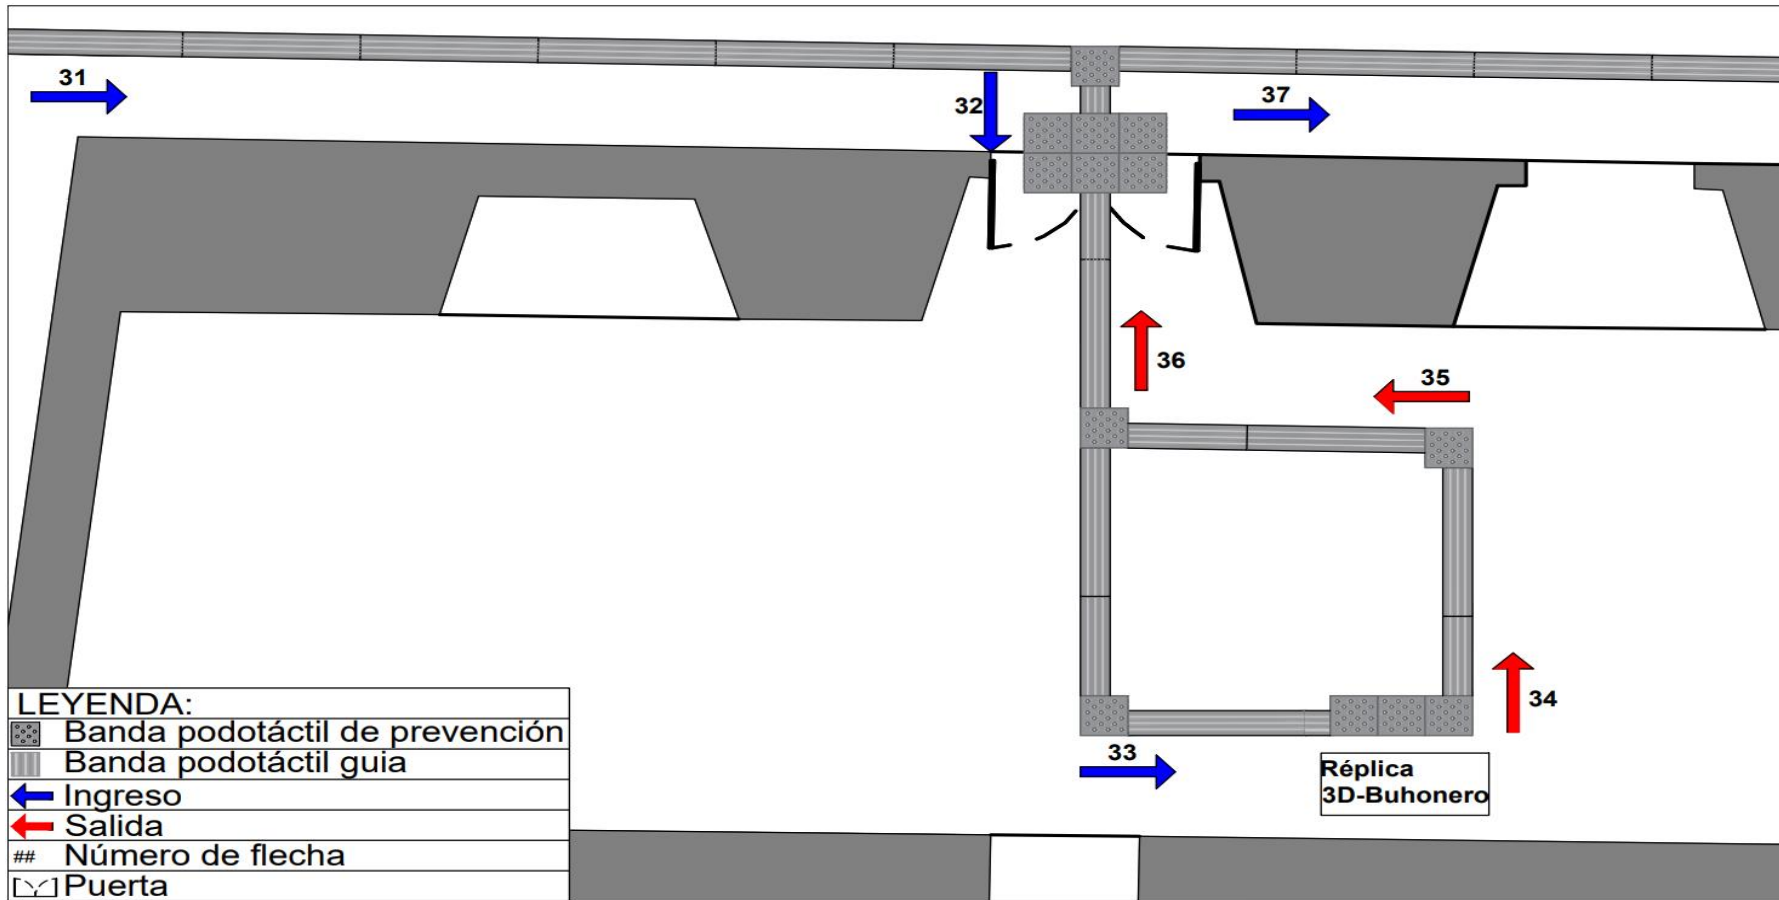 31
32
37
36
35
34
33
Réplica
3D-Buhonero
LEYENDA:
Banda podotáctil de prevención
Banda podotáctil guia
Ingreso
Salida
## Número de flecha
Puerta